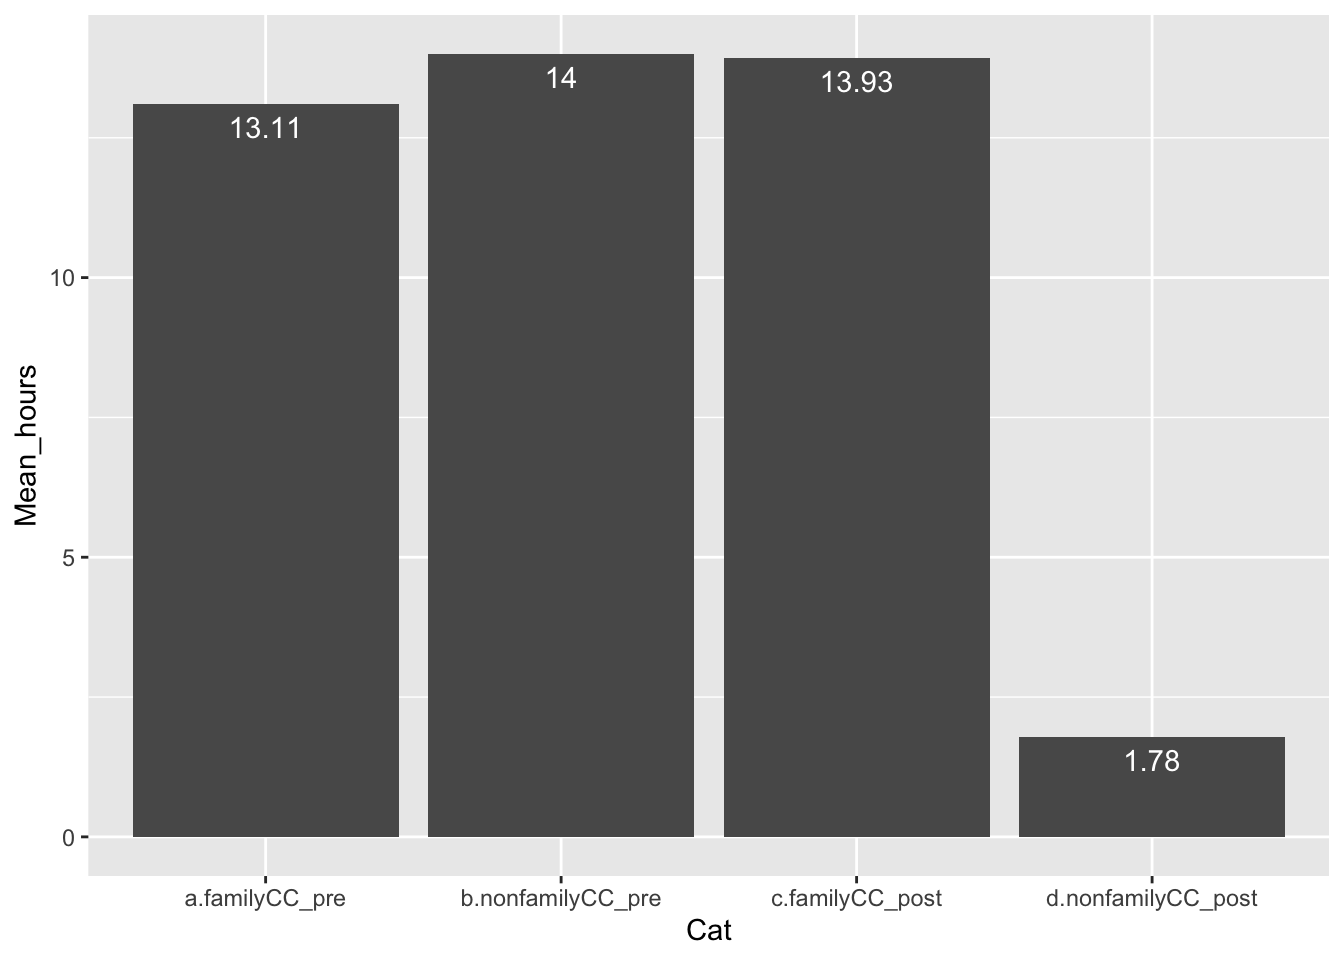 14
13.93
13.11
10
5
0
1.78
Mean_hours
a.familyCC_pre
b.nonfamilyCC_pre
c.familyCC_post
d.nonfamilyCC_post
Cat